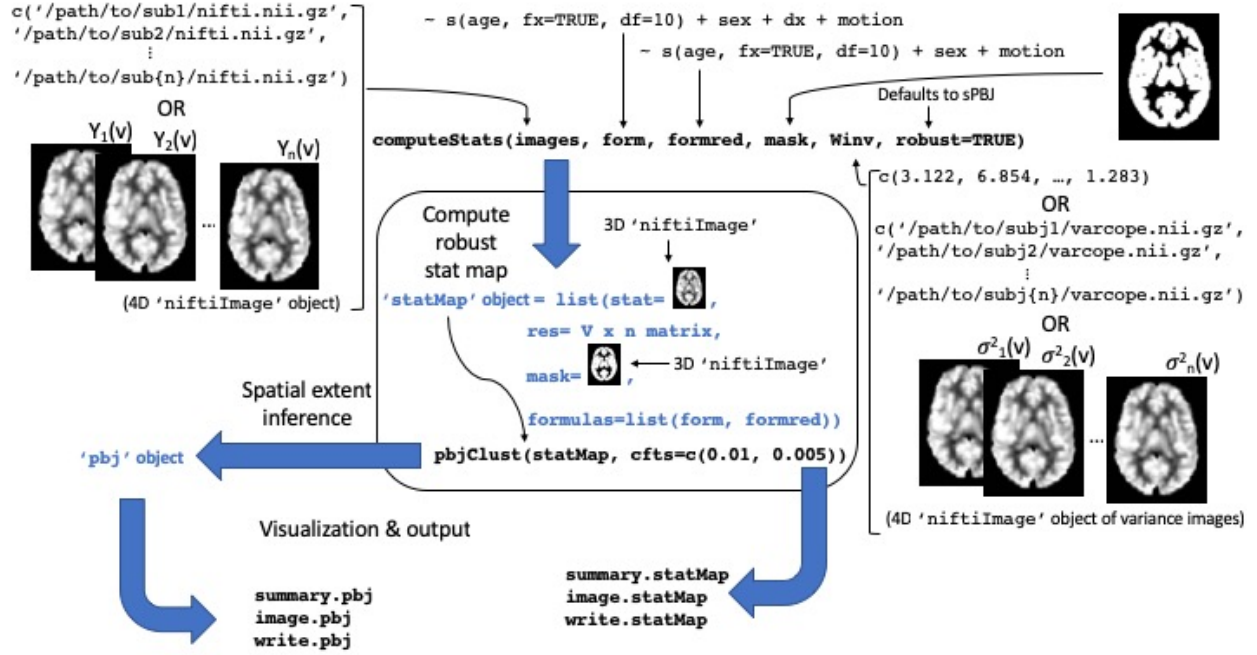 c('/path/to/sub1/nifti.nii.gz',
'/path/to/sub2/nifti.nii.gz',
⋮
'/path/to/sub{n}/nifti.nii.gz')
OR
Y₁(v)
Y₂(v)
Yₙ(v)
...
(4D 'niftiImage' object)
~ s(age, fx=TRUE, df=10) + sex + dx + motion
~ s(age, fx=TRUE, df=10) + sex + motion
Defaults to sPBJ
computeStats(images, form, formred, mask, Winv, robust=TRUE)
c(3.122, 6.854, …, 1.283)
OR
c('/path/to/subj1/varcope.nii.gz',
'/path/to/subj2/varcope.nii.gz',
⋮
'/path/to/subj{n}/varcope.nii.gz')
OR
σ²₁(v)
σ²₂(v)
σ²ₙ(v)
...
(4D 'niftiImage' object of variance images)
Compute
robust
stat map
3D 'niftiImage'
'statMap' object = list(stat= ,
res= V x n matrix,
mask= , 3D 'niftiImage'
formulas=list(form, formred))
pbjClust(statMap, cfts=c(0.01, 0.005))
Spatial extent
inference
'pbj' object
Visualization & output
summary.pbj
image.pbj
write.pbj
summary.statMap
image.statMap
write.statMap